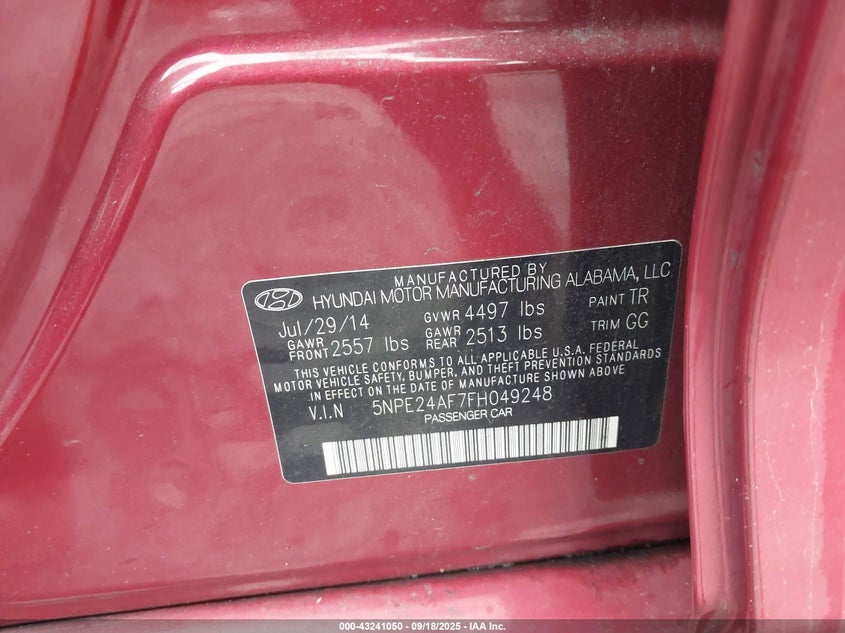 MANUFACTURED BY
HYUNDAI MOTOR MANUFACTURING ALABAMA, LLC.
Jul/29/14 GVWR 4497 lbs PAINT TR
GAWR FRONT 2557 lbs GAWR REAR 2513 lbs TRIM GG
THIS VEHICLE CONFORMS TO ALL APPLICABLE U.S.A. FEDERAL
MOTOR VEHICLE SAFETY, BUMPER, AND THEFT PREVENTION STANDARDS
IN EFFECT ON THE DATE OF MANUFACTURE SHOWN ABOVE.
V.I.N 5NPE24AF7FH049248
PASSENGER CAR
000-43241050 - 09/18/2025 - IAA Inc.